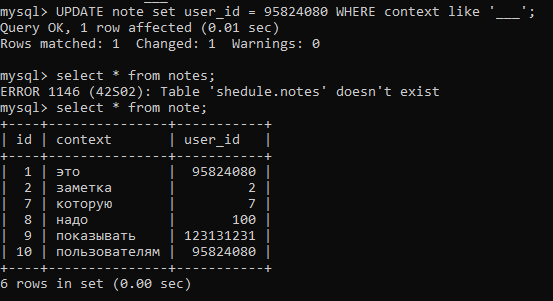 mysql> UPDATE note set user_id = 95824080 WHERE context like '___';
Query OK, 1 row affected (0.01 sec)
Rows matched: 1  Changed: 1  Warnings: 0

mysql> select * from notes;
ERROR 1146 (42S02): Table 'shedule.notes' doesn't exist
mysql> select * from note;
+----+---------------+-----------+
| id | context       | user_id   |
+----+---------------+-----------+
|  1 | это           |  95824080 |
|  2 | заметка       |         2 |
|  7 | которую       |         7 |
|  8 | надо          |       100 |
|  9 | показывать    | 123131231 |
| 10 | пользователям |  95824080 |
+----+---------------+-----------+
6 rows in set (0.00 sec)